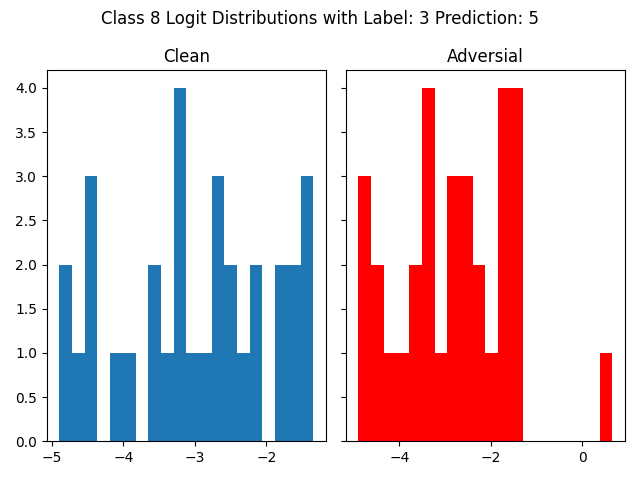 Class 8 Logit Distributions with Label: 3 Prediction: 5
Clean
Adversial
4.0
3.5
3.0
2.5
2.0
1.5
1.0
0.5
0.0
−5 −4 −3 −2
−4 −2 0